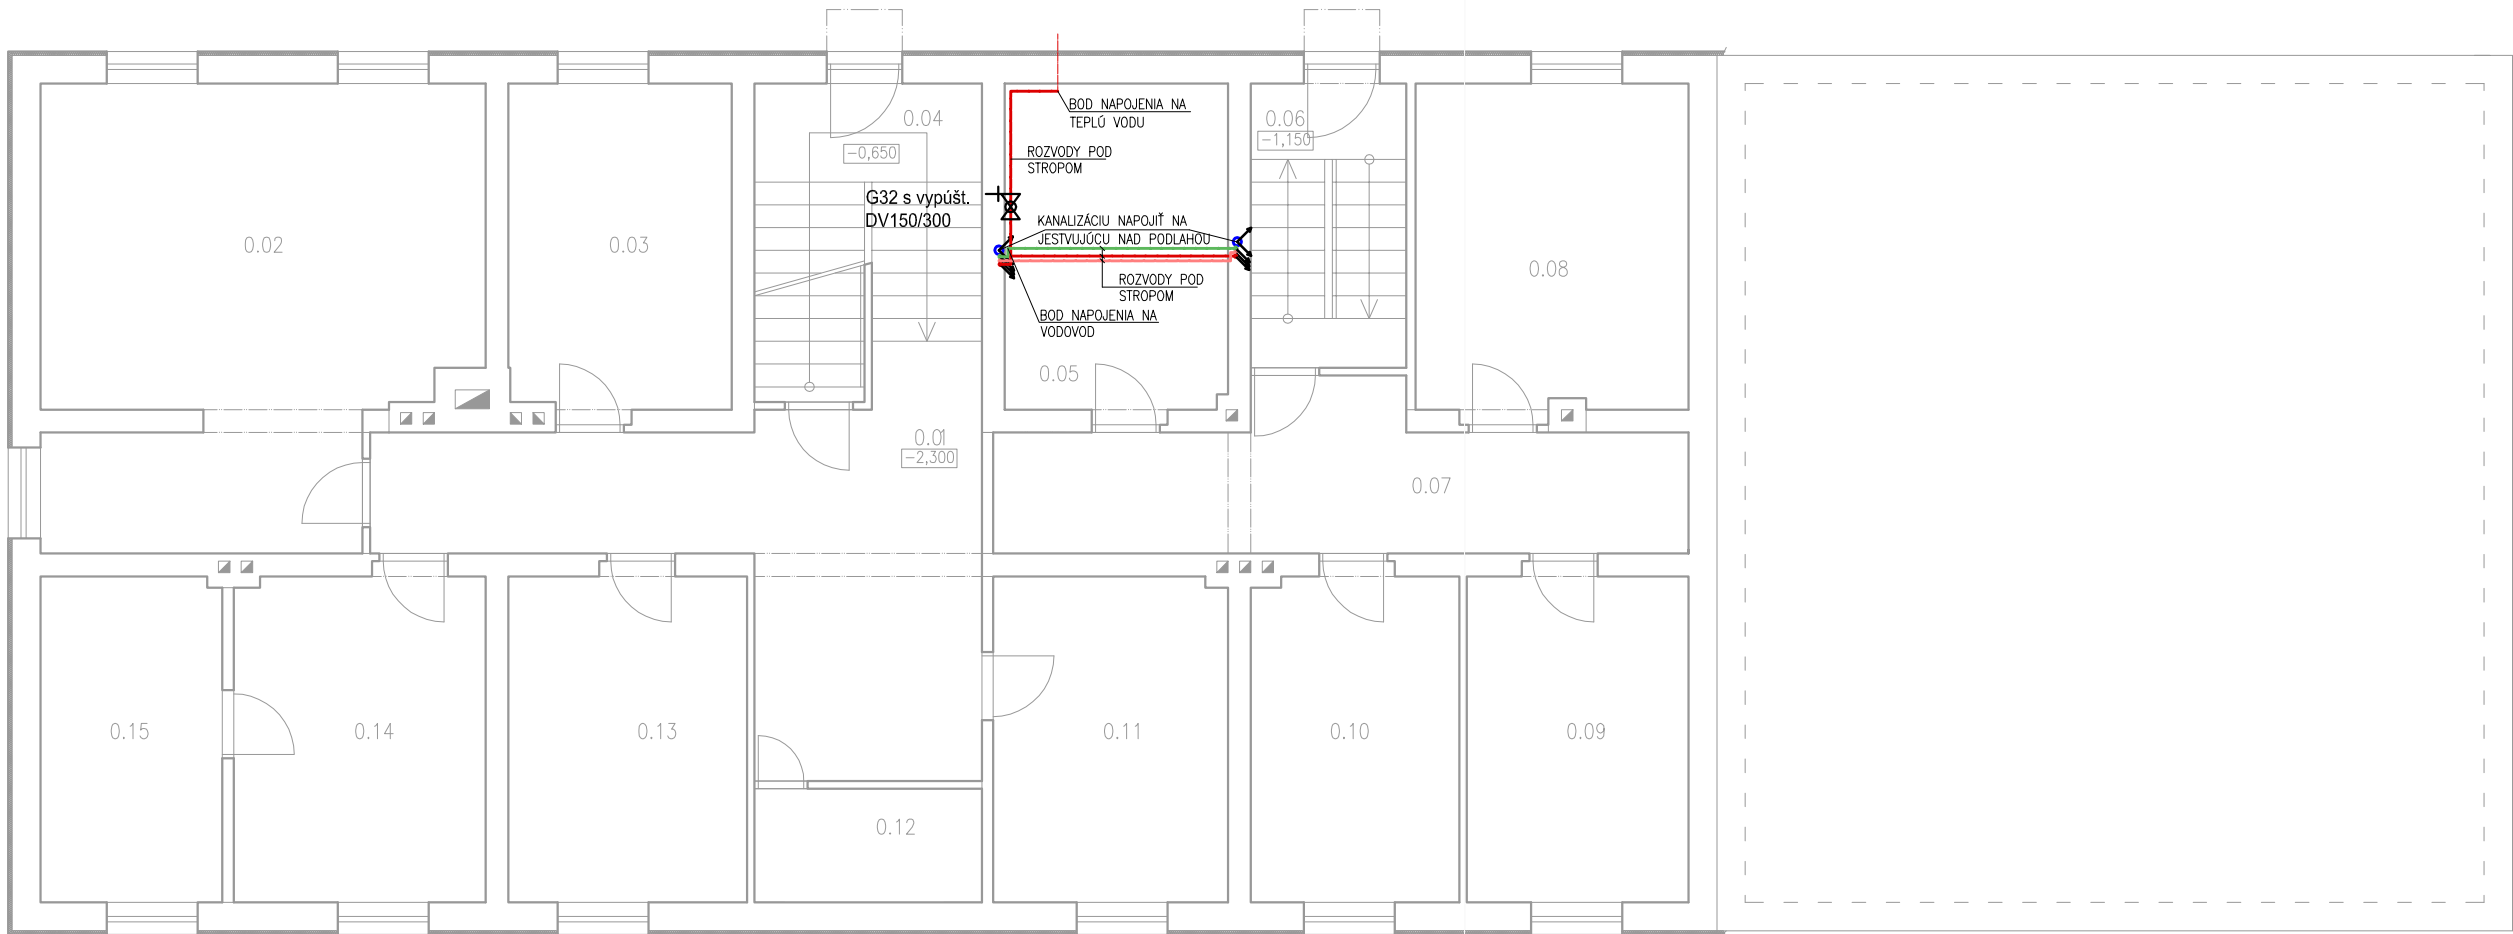 0.04
BOD NAPOJENIA NA
TEPLÚ VODU
0.06
-1,150
-0,650
ROZVODY POD
STROPOM
G32 s vypúšt.
DV150/300
KANALIZÁCIU NAPOJIŤ NA
JESTVUJÚCU NAD PODLAHOU
0.02
0.03
0.08
ROZVODY POD
STROPOM
BOD NAPOJENIA NA
VODOVOD
0.05
0.01
-2,300
0.07
0.15
0.14
0.13
0.11
0.10
0.09
0.12